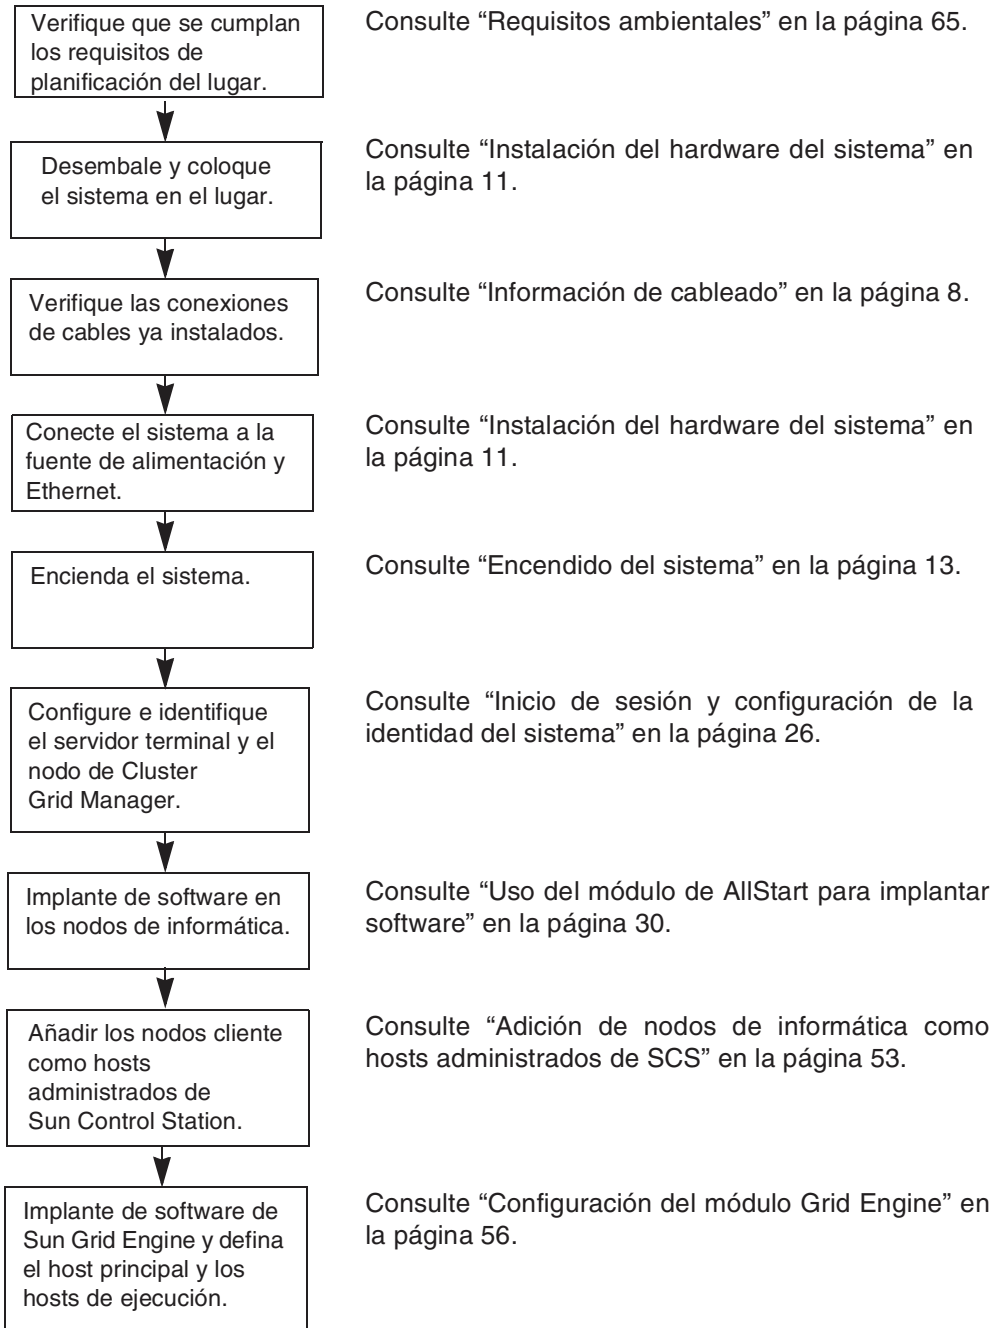 Verifique que se cumplan
los requisitos de
planificación del lugar.
Consulte “Requisitos ambientales” en la página 65.
Desembale y coloque
el sistema en el lugar.
Consulte “Instalación del hardware del sistema” en
la página 11.
Verifique las conexiones
de cables ya instalados.
Consulte “Información de cableado” en la página 8.
Conecte el sistema a la
fuente de alimentación y
Ethernet.
Consulte “Instalación del hardware del sistema” en
la página 11.
Encienda el sistema.
Consulte “Encendido del sistema” en la página 13.
Configure e identifique
el servidor terminal y el
nodo de Cluster
Grid Manager.
Consulte “Inicio de sesión y configuración de la
identidad del sistema” en la página 26.
Implante de software en
los nodos de informática.
Consulte “Uso del módulo de AllStart para implantar
software” en la página 30.
Añadir los nodos cliente
como hosts
administrados de
Sun Control Station.
Consulte “Adición de nodos de informática como
hosts administrados de SCS” en la página 53.
Implante de software de
Sun Grid Engine y defina
el host principal y los
hosts de ejecución.
Consulte “Configuración del módulo Grid Engine” en
la página 56.